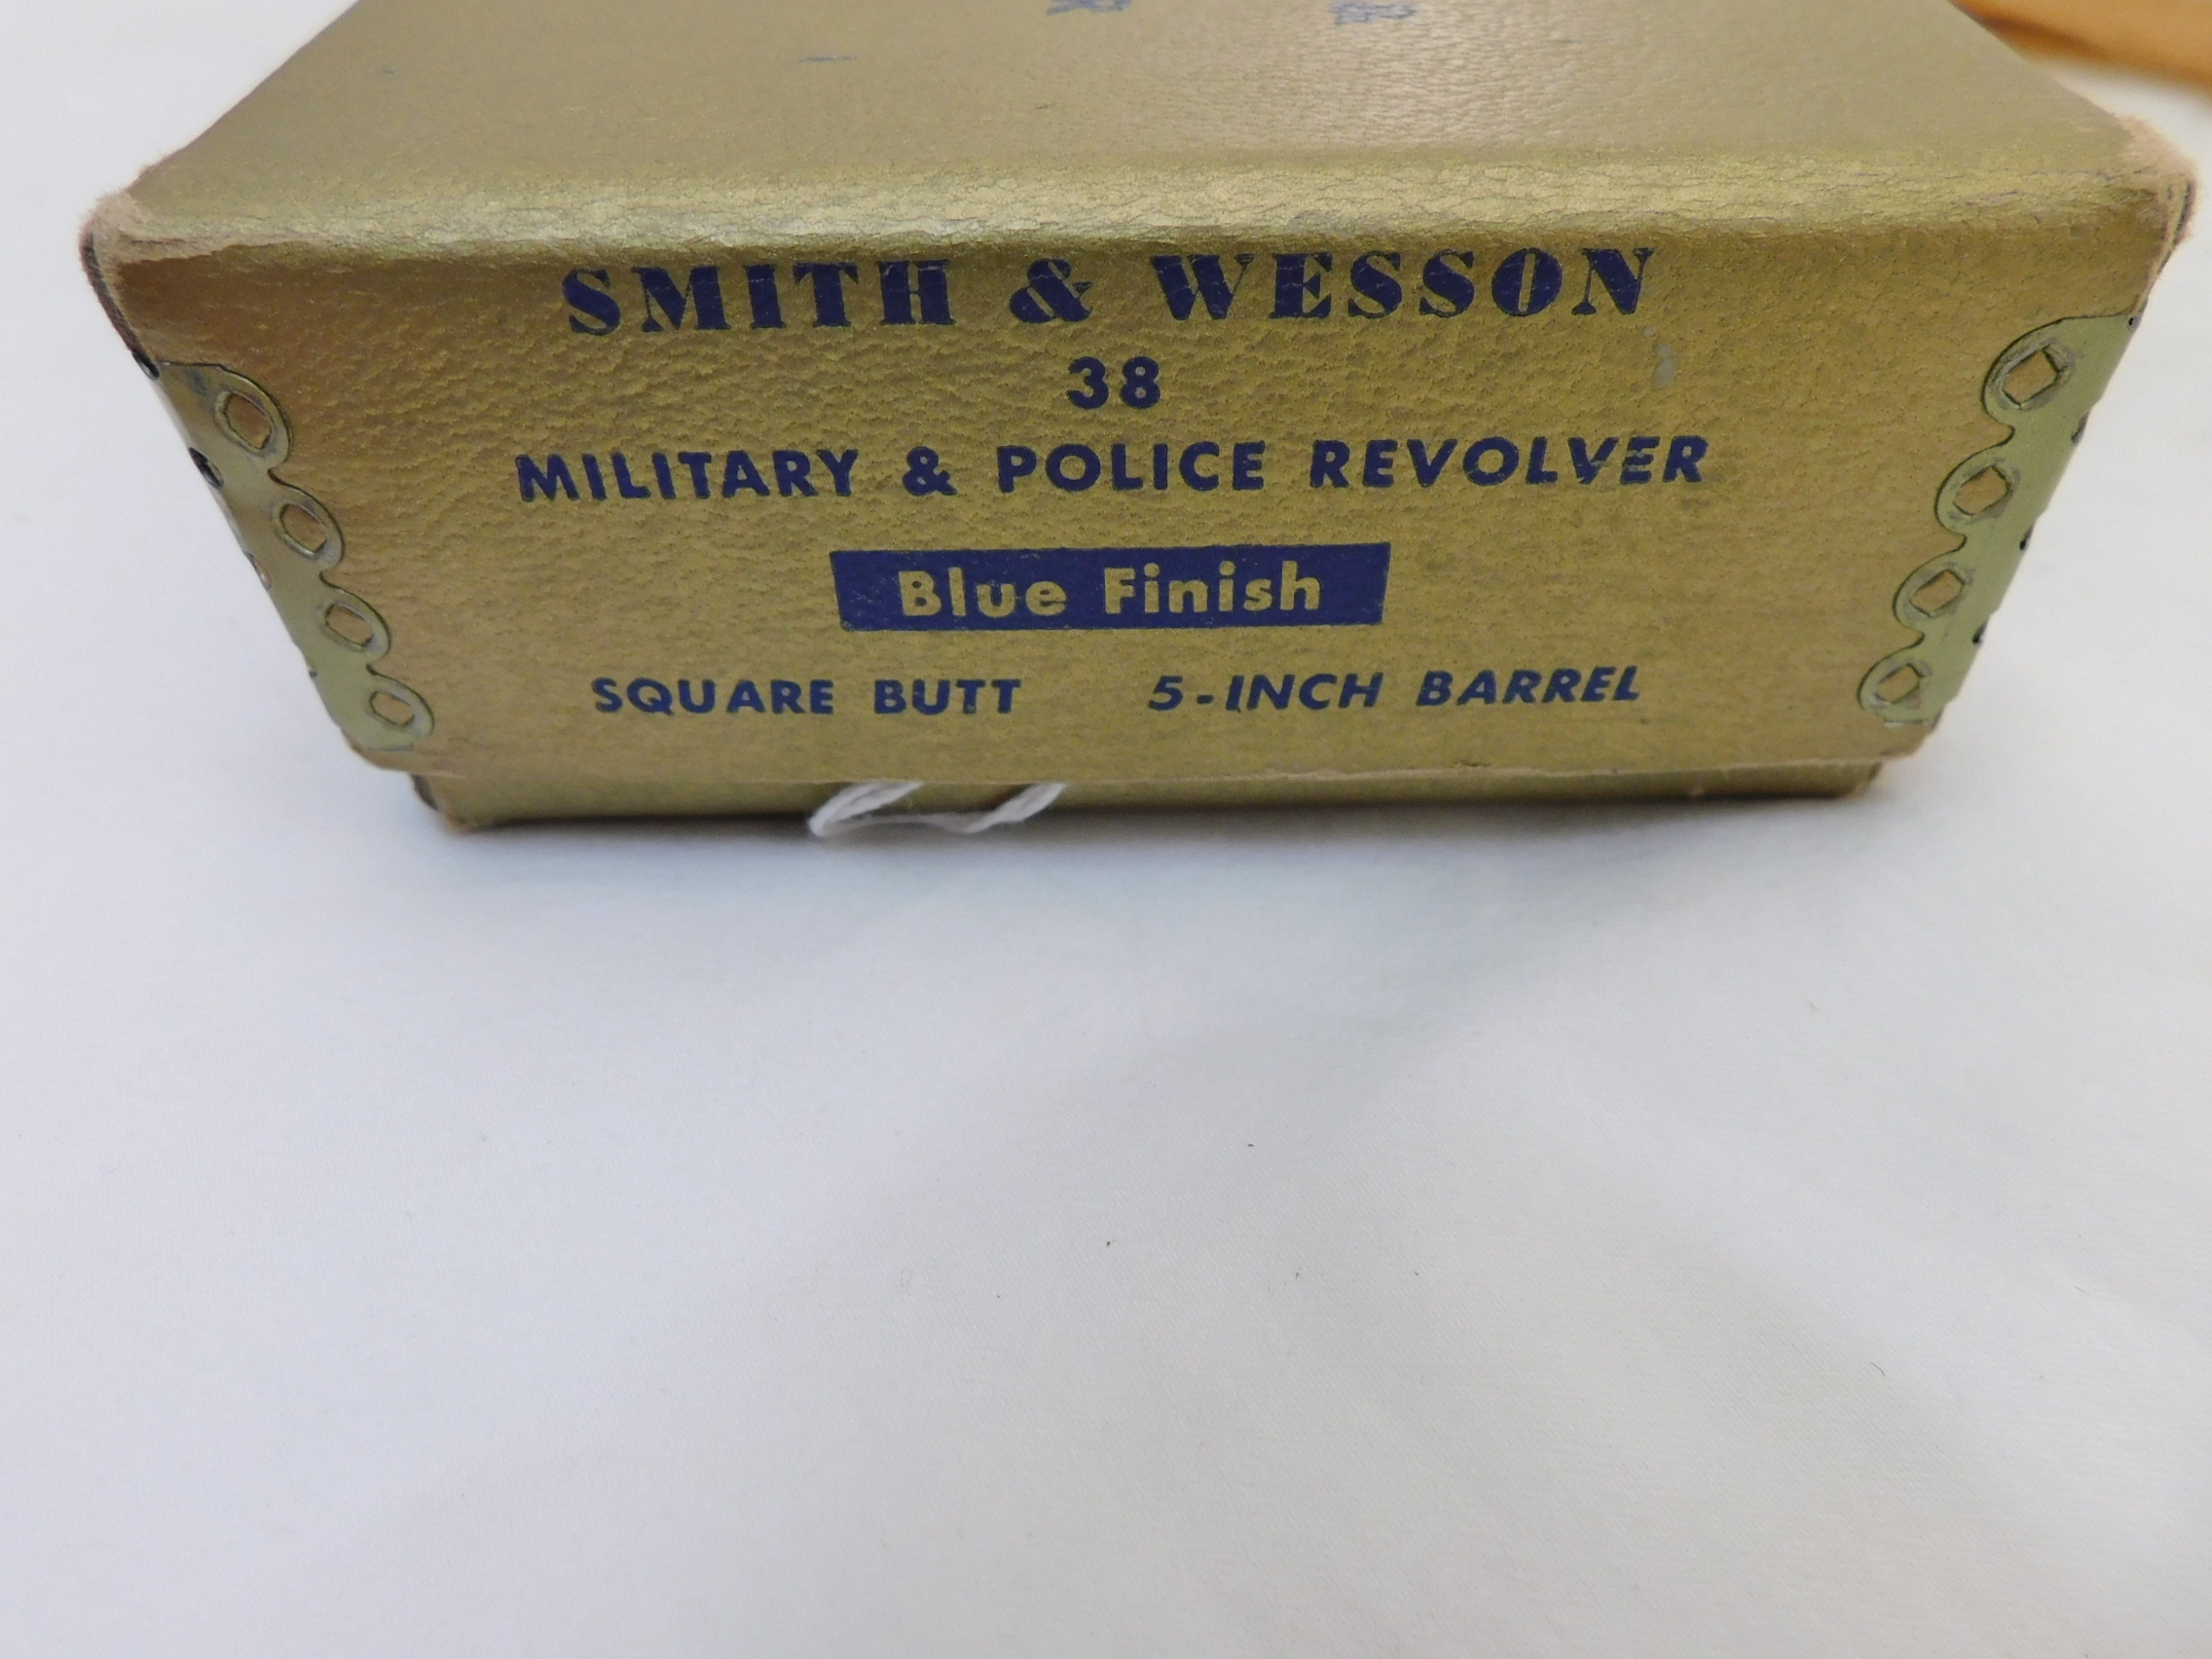 SMITH & WESSON
38
MILITARY & POLICE REVOLVER
Blue Finish
SQUARE BUTT 5-INCH BARREL